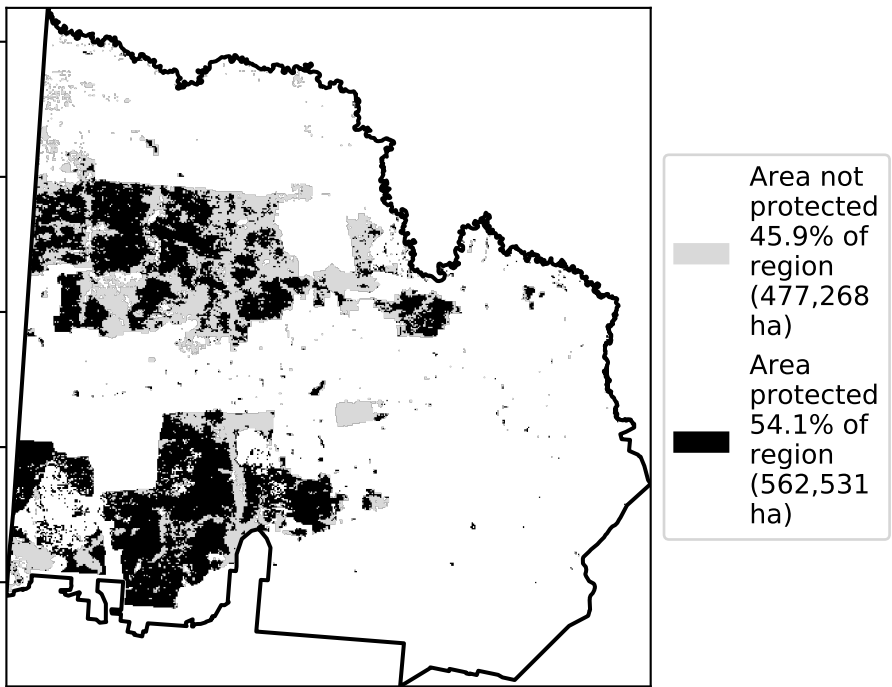 Area not
protected
45.9% of
region
(477,268
ha)
Area
protected
54.1% of
region
(562,531
ha)